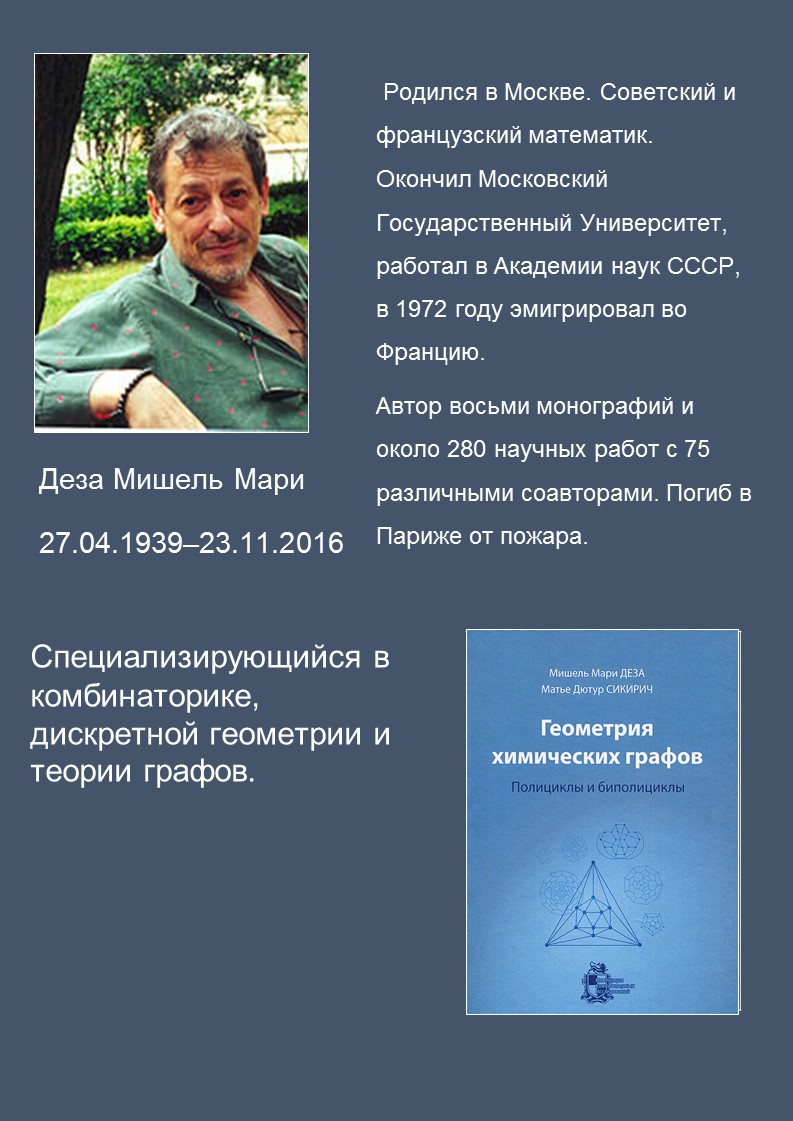 Родился в Москве. Советский и
французский математик.
Окончил Московский
Государственный Университет,
работал в Академии наук СССР,
в 1972 году эмигрировал во
Францию.
Автор восьми монографий и
около 280 научных работ с 75
различными соавторами. Погиб в
Париже от пожара.
Деза Мишель Мари
27.04.1939–23.11.2016
Специализирующийся в
комбинаторике,
дискретной геометрии и
теории графов.
Мишель Мари ДЕЗА
Матье Дютур СИКИРИЧ
Геометрия
химических графов
Полициклы и биполициклы